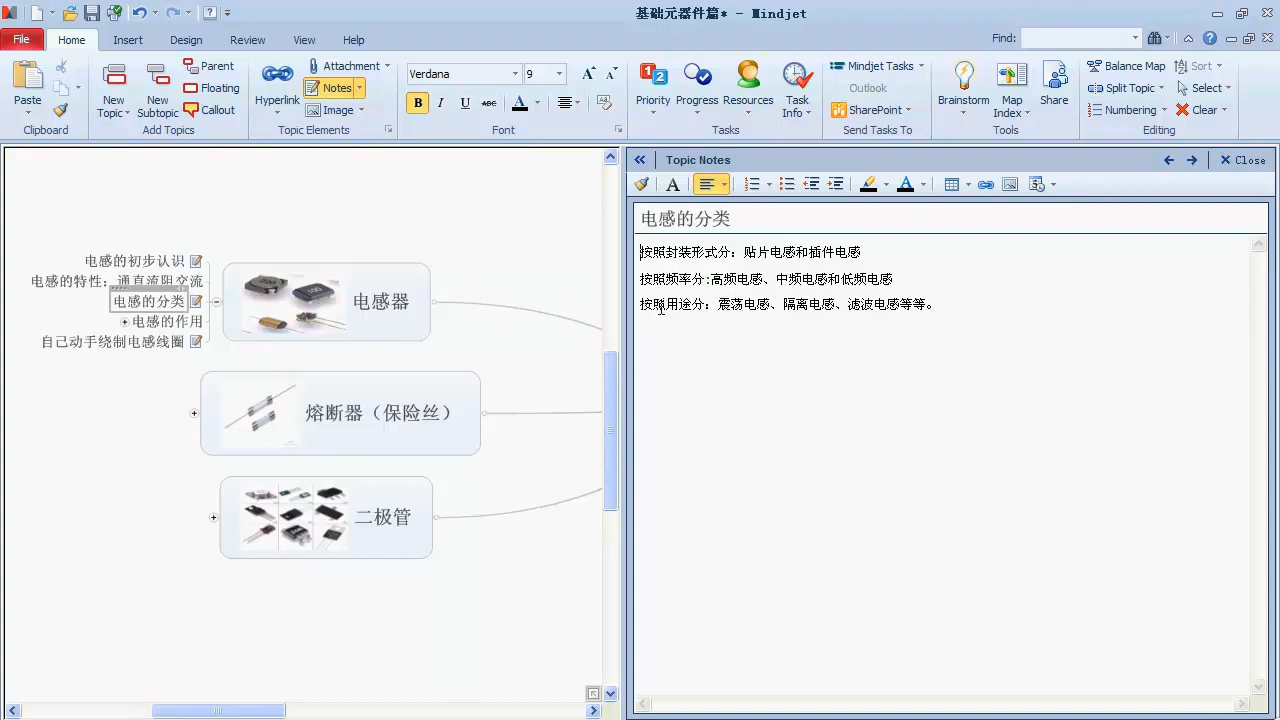 基础元器件篇* - Mindjet
File Home Insert Design Review View Help
Find:
Paste
Clipboard
New Topic
New Subtopic
Parent
Floating
Callout
Add Topics
Hyperlink
Attachment
Notes
Image
Topic Elements
Verdana 9
B I U ABC A
Font
Priority
Progress
Resources
Task Info
Tasks
Mindjet Tasks
Outlook
SharePoint
Send Tasks To
Brainstorm
Map Index
Share
Tools
Balance Map
Split Topic
Numbering
Sort
Select
Clear
Editing
电感的初步认识
电感的特性：通直流阻交流
电感的分类
电感的作用
自己动手绕制电感线圈
电感器
熔断器（保险丝）
二极管
Topic Notes
Close
电感的分类
按照封装形式分：贴片电感和插件电感
按照频率分:高频电感、中频电感和低频电感
按照用途分：震荡电感、隔离电感、滤波电感等等。